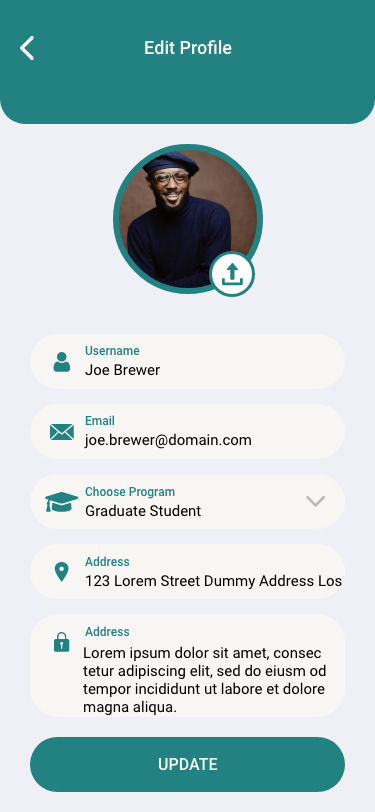 Edit Profile
Username
Joe Brewer
Email
joe.brewer@domain.com
Choose Program
Graduate Student
Address
123 Lorem Street Dummy Address Los
Address
Lorem ipsum dolor sit amet, consec
tetur adipiscing elit, sed do eiusm od
tempor incididunt ut labore et dolore
magna aliqua.
UPDATE